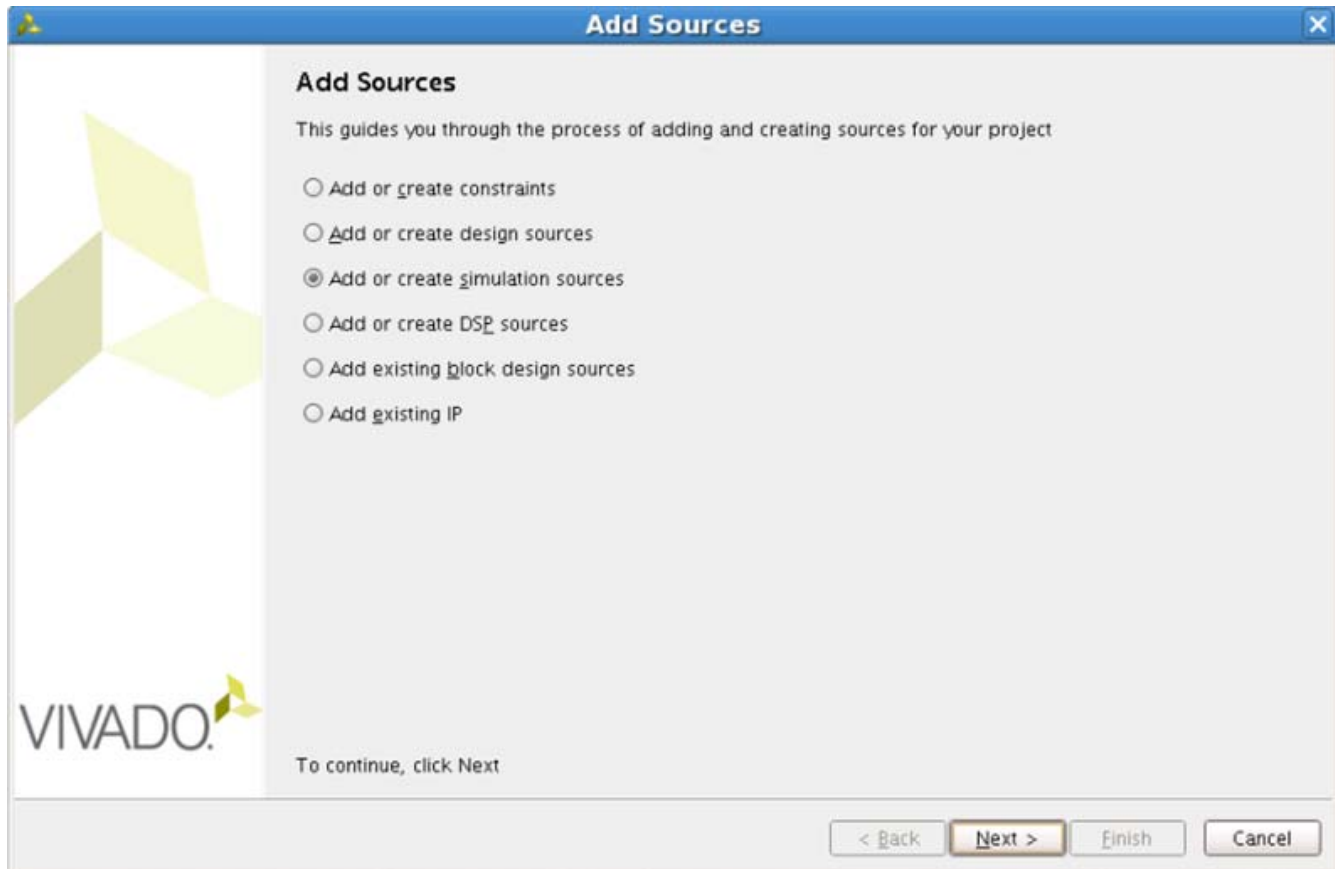 Add Sources
Add Sources
This guides you through the process of adding and creating sources for your project
Add or create constraints
Add or create design sources
Add or create simulation sources
Add or create DSP sources
Add existing block design sources
Add existing IP
VIVADO.
To continue, click Next
< Back Next > Finish Cancel